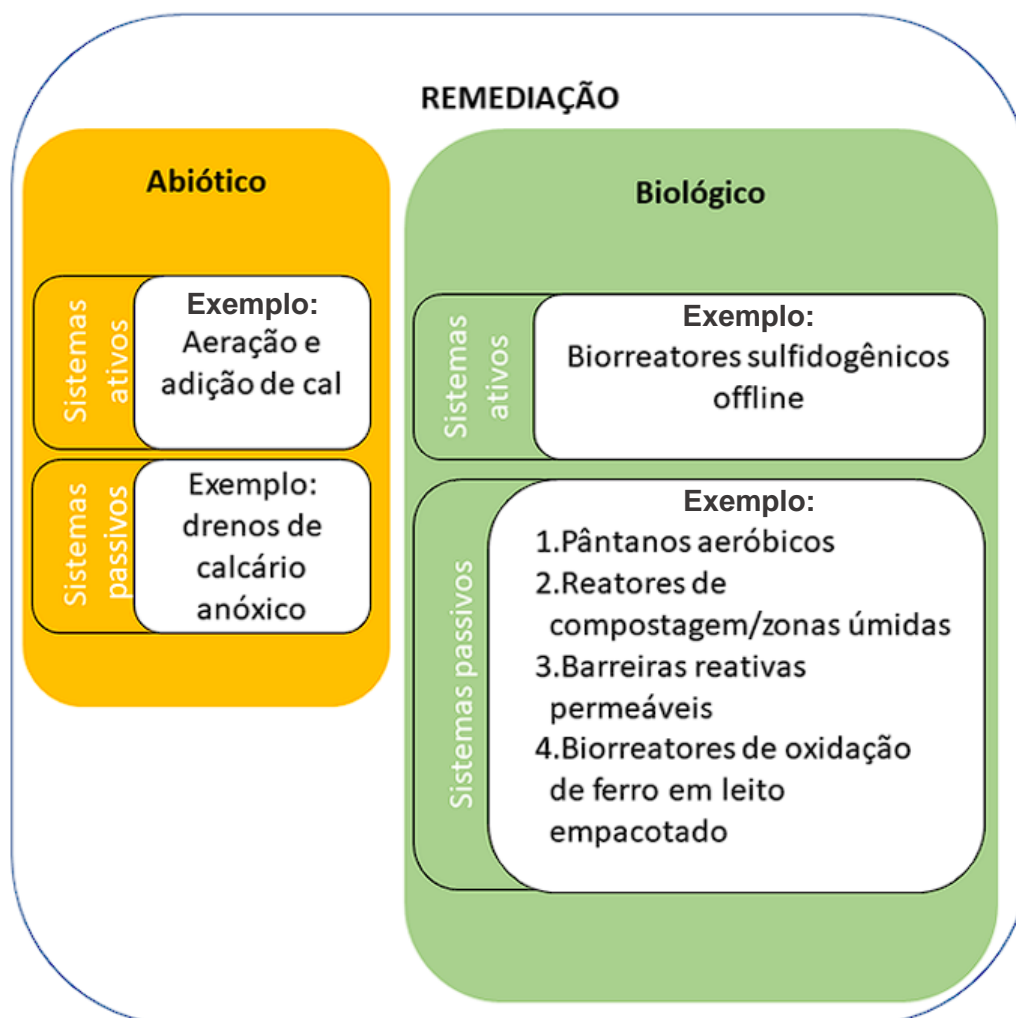 REMEDIAÇÃO
Abiótico
Sistemas
ativos
Exemplo:
Aeração e
adição de cal
Sistemas
passivos
Exemplo:
drenos de
calcário
anóxico
Biológico
Sistemas
ativos
Exemplo:
Biorreatores sulfidogênicos
offline
Sistemas passivos
Exemplo:
1.Pântanos aeróbicos
2.Reatores de
compostagem/zonas úmidas
3.Barreiras reativas
permeáveis
4.Biorreatores de oxidação
de ferro em leito
empacotado